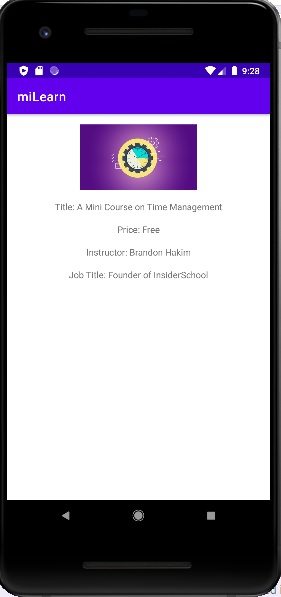 9:28
miLearn
Title: A Mini Course on Time Management
Price: Free
Instructor: Brandon Hakim
Job Title: Founder of InsiderSchool